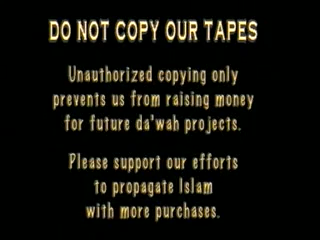 DO NOT COPY OUR TAPES
Unauthorized copying only
prevents us from raising money
for future da'wah projects.
Please support our efforts
to propagate Islam
with more purchases.